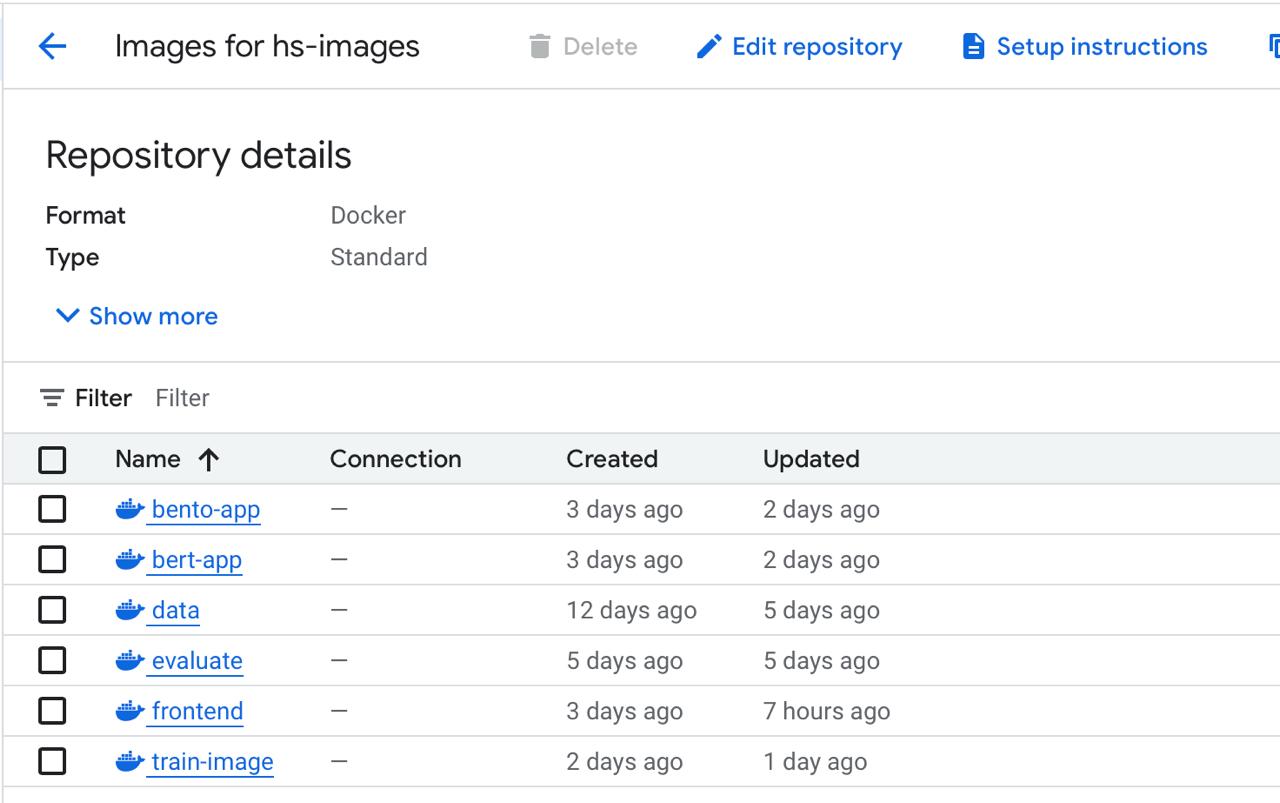 Images for hs-images Delete Edit repository Setup instructions
Repository details
Format Docker
Type Standard
Show more
Filter Filter
Name Connection Created Updated
bento-app — 3 days ago 2 days ago
bert-app — 3 days ago 2 days ago
data — 12 days ago 5 days ago
evaluate — 5 days ago 5 days ago
frontend — 3 days ago 7 hours ago
train-image — 2 days ago 1 day ago